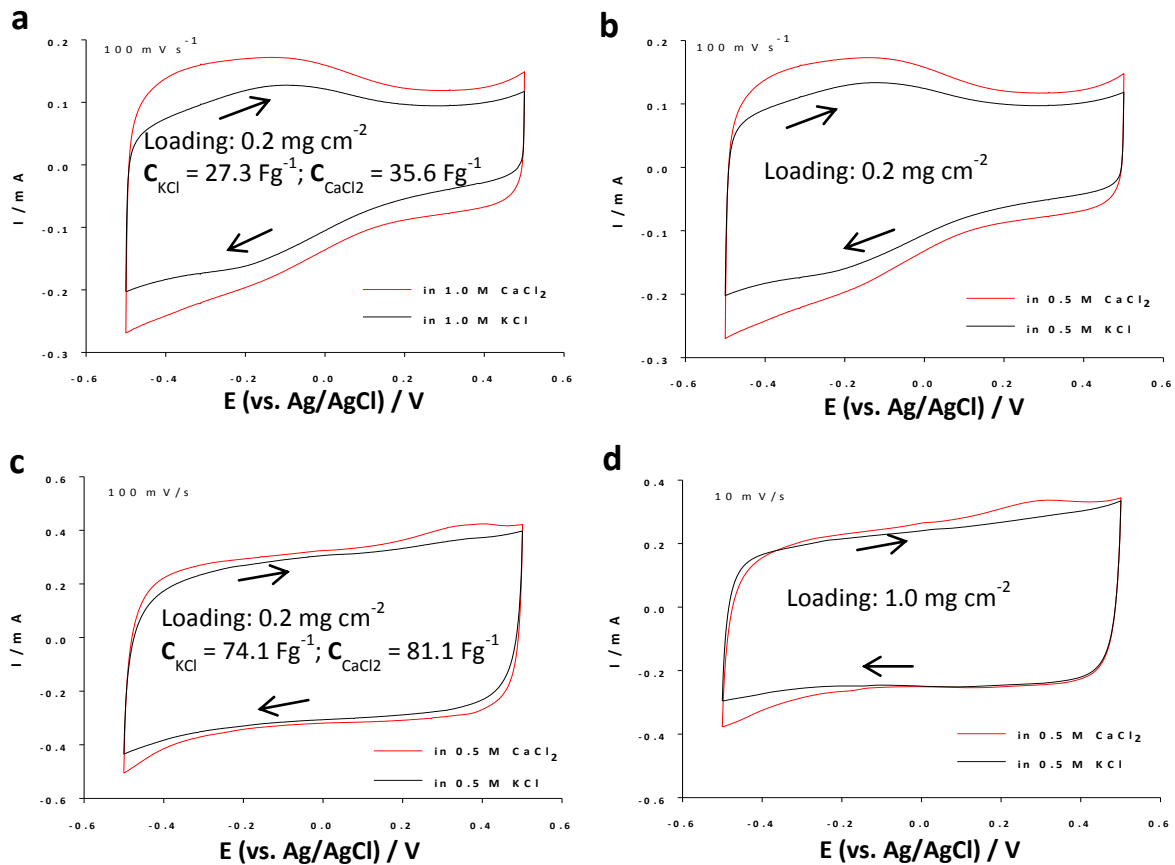 a
100 mV s⁻¹
0.2
0.1
0.0
-0.1
-0.2
-0.3
I / m A
Loading: 0.2 mg cm⁻²
C_KCl = 27.3 Fg⁻¹; C_CaCl2 = 35.6 Fg⁻¹
in 1.0 M CaCl₂
in 1.0 M KCl
-0.6 -0.4 -0.2 0.0 0.2 0.4 0.6
E (vs. Ag/AgCl) / V
b
100 mV s⁻¹
0.2
0.1
0.0
-0.1
-0.2
-0.3
I / m A
Loading: 0.2 mg cm⁻²
in 0.5 M CaCl₂
in 0.5 M KCl
-0.6 -0.4 -0.2 0.0 0.2 0.4 0.6
E (vs. Ag/AgCl) / V
c
100 mV/s
0.6
0.4
0.2
0.0
-0.2
-0.4
-0.6
I / m A
Loading: 0.2 mg cm⁻²
C_KCl = 74.1 Fg⁻¹; C_CaCl2 = 81.1 Fg⁻¹
in 0.5 M CaCl₂
in 0.5 M KCl
-0.6 -0.4 -0.2 0.0 0.2 0.4 0.6
E (vs. Ag/AgCl) / V
d
10 mV/s
0.4
0.2
0.0
-0.2
-0.4
-0.6
I / m A
Loading: 1.0 mg cm⁻²
in 0.5 M CaCl₂
in 0.5 M KCl
-0.6 -0.4 -0.2 0.0 0.2 0.4 0.6
E (vs. Ag/AgCl) / V